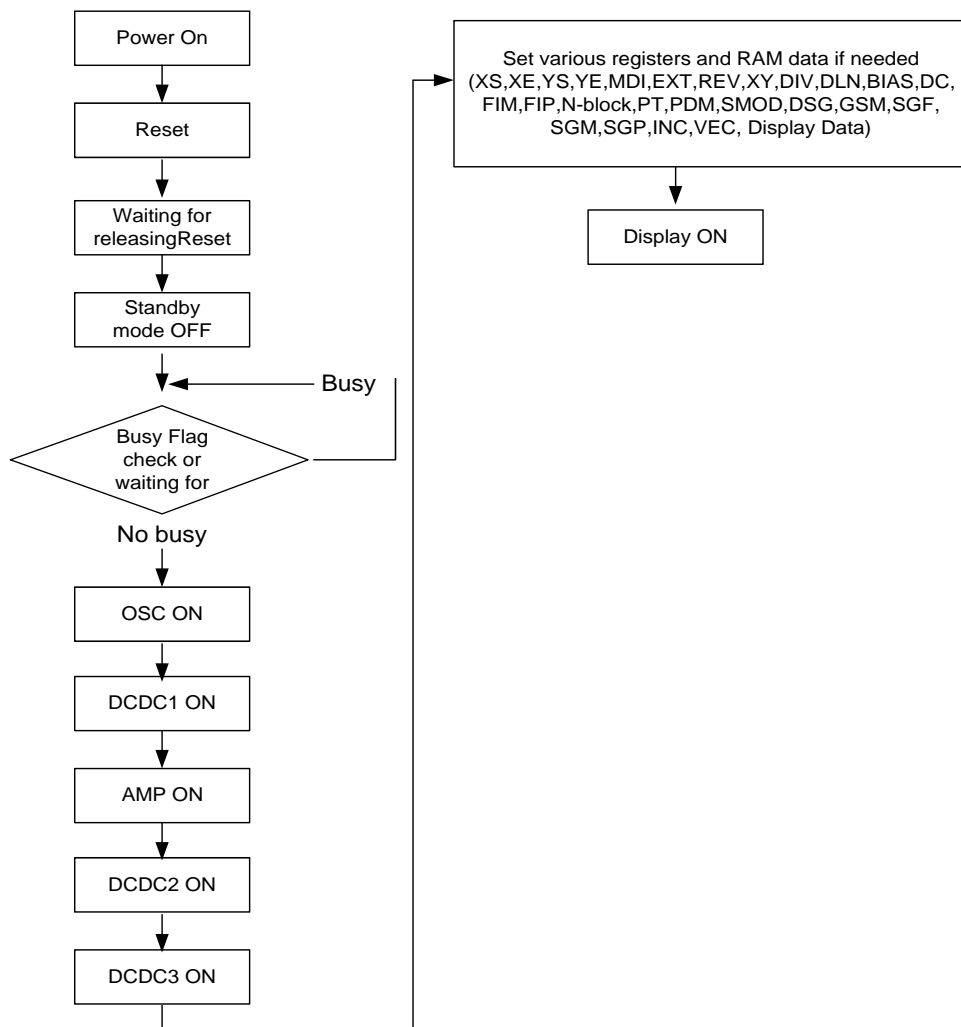 Power On
Reset
Waiting for
releasingReset
Standby
mode OFF
Busy
Busy Flag
check or
waiting for
No busy
OSC ON
DCDC1 ON
AMP ON
DCDC2 ON
DCDC3 ON
Set various registers and RAM data if needed
(XS,XE,YS,YE,MDI,EXT,REV,XY,DIV,DLN,BIAS,DC,
FIM,FIP,N-block,PT,PDM,SMOD,DSG,GSM,SGF,
SGM,SGP,INC,VEC, Display Data)
Display ON